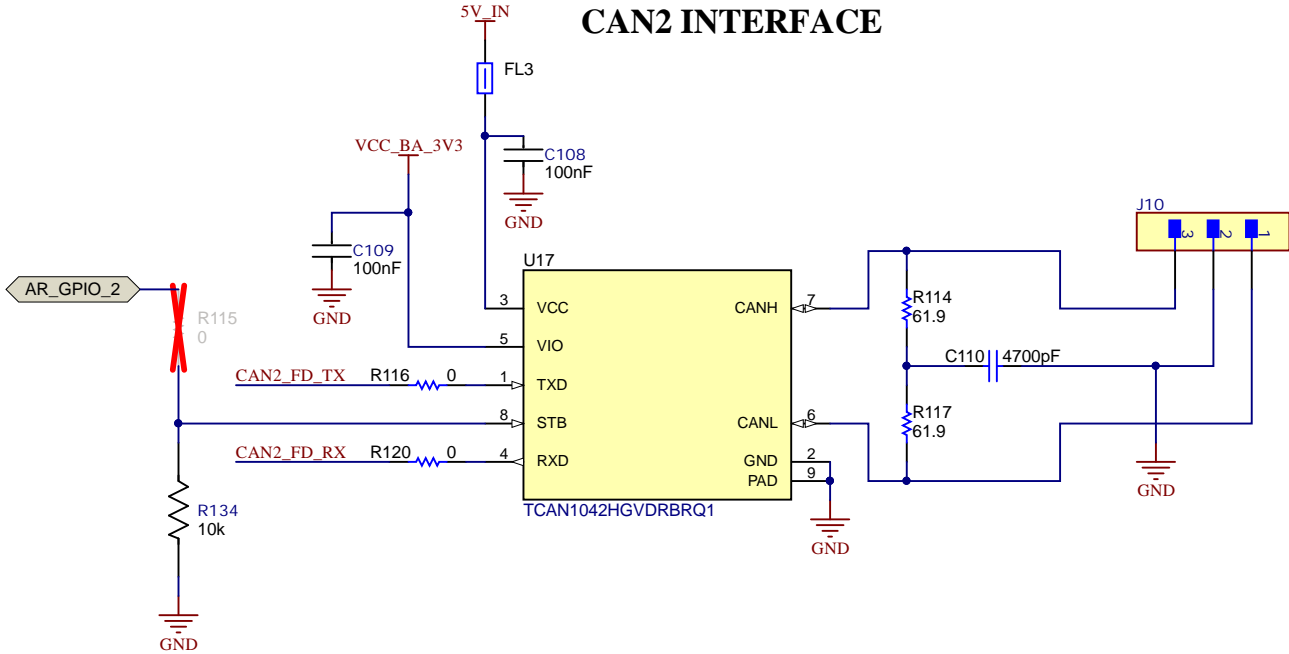 CAN2 INTERFACE
5V_IN
FL3
VCC_BA_3V3
C108
100nF
GND
C109
100nF
GND
J10
3
2
1
AR_GPIO_2
R115
0
U17
3 VCC
5 VIO
CAN2_FD_TX R116 0 1 TXD
8 STB
CAN2_FD_RX R120 0 4 RXD
CANH 7
CANL 6
GND 2
PAD 9
TCAN1042HGVDRBRQ1
GND
R114
61.9
C110 4700pF
R117
61.9
GND
R134
10k
GND